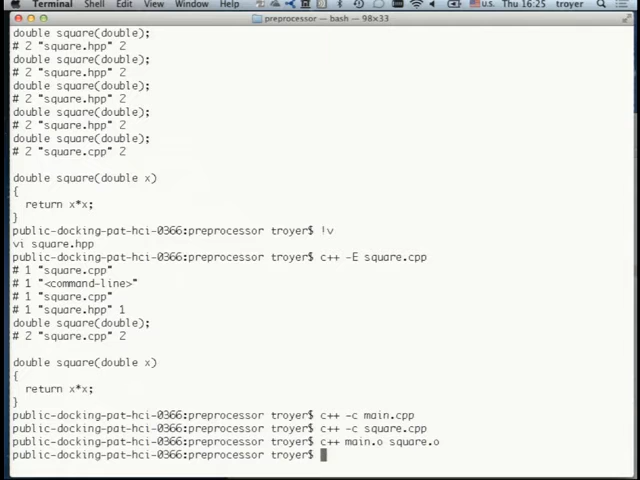 Terminal Shell Edit View Window Help U.S. Thu 16:25 troyer
preprocessor — bash — 98×33
double square(double);
# 2 "square.hpp" 2
double square(double);
# 2 "square.hpp" 2
double square(double);
# 2 "square.hpp" 2
double square(double);
# 2 "square.hpp" 2
double square(double);
# 2 "square.cpp" 2
double square(double x)
{
return x*x;
}
public-docking-pat-hci-0366:preprocessor troyer$ !v
vi square.hpp
public-docking-pat-hci-0366:preprocessor troyer$ c++ -E square.cpp
# 1 "square.cpp"
# 1 "<command-line>"
# 1 "square.cpp"
# 1 "square.hpp" 1
double square(double);
# 2 "square.cpp" 2
double square(double x)
{
return x*x;
}
public-docking-pat-hci-0366:preprocessor troyer$ c++ -c main.cpp
public-docking-pat-hci-0366:preprocessor troyer$ c++ -c square.cpp
public-docking-pat-hci-0366:preprocessor troyer$ c++ main.o square.o
public-docking-pat-hci-0366:preprocessor troyer$